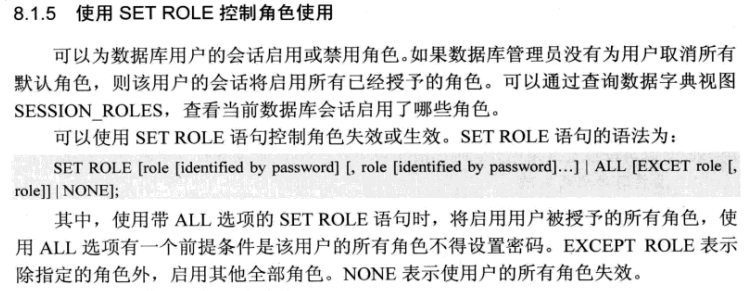 8.1.5 使用 SET ROLE 控制角色使用
可以为数据库用户的会话启用或禁用角色。如果数据库管理员没有为用户取消所有
默认角色，则该用户的会话将启用所有已经授予的角色。可以通过查询数据字典视图
SESSION_ROLES，查看当前数据库会话启用了哪些角色。
可以使用 SET ROLE 语句控制角色失效或生效。SET ROLE 语句的语法为：
SET ROLE [role [identified by password] [, role [identified by password]…] | ALL [EXCET role [,
role]] | NONE];
其中，使用带 ALL 选项的 SET ROLE 语句时，将启用用户被授予的所有角色，使
用 ALL 选项有一个前提条件是该用户的所有角色不得设置密码。EXCEPT ROLE 表示
除指定的角色外，启用其他全部角色。NONE 表示使用户的所有角色失效。